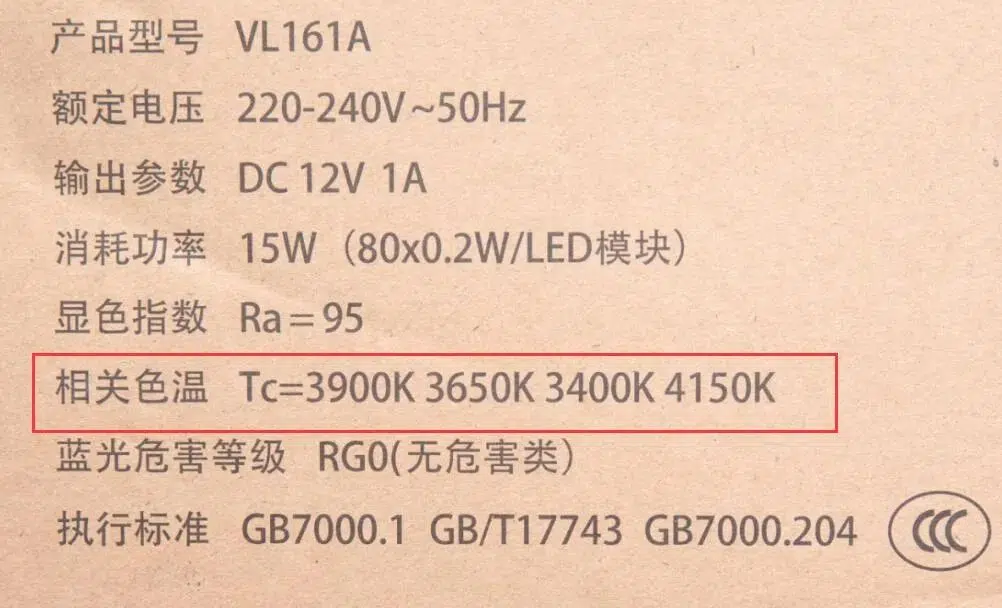 产品型号 VL161A
额定电压 220-240V~50Hz
输出参数 DC 12V 1A
消耗功率 15W（80x0.2W/LED模块）
显色指数 Ra=95
相关色温 Tc=3900K 3650K 3400K 4150K
蓝光危害等级 RG0(无危害类)
执行标准 GB7000.1 GB/T17743 GB7000.204 CCC